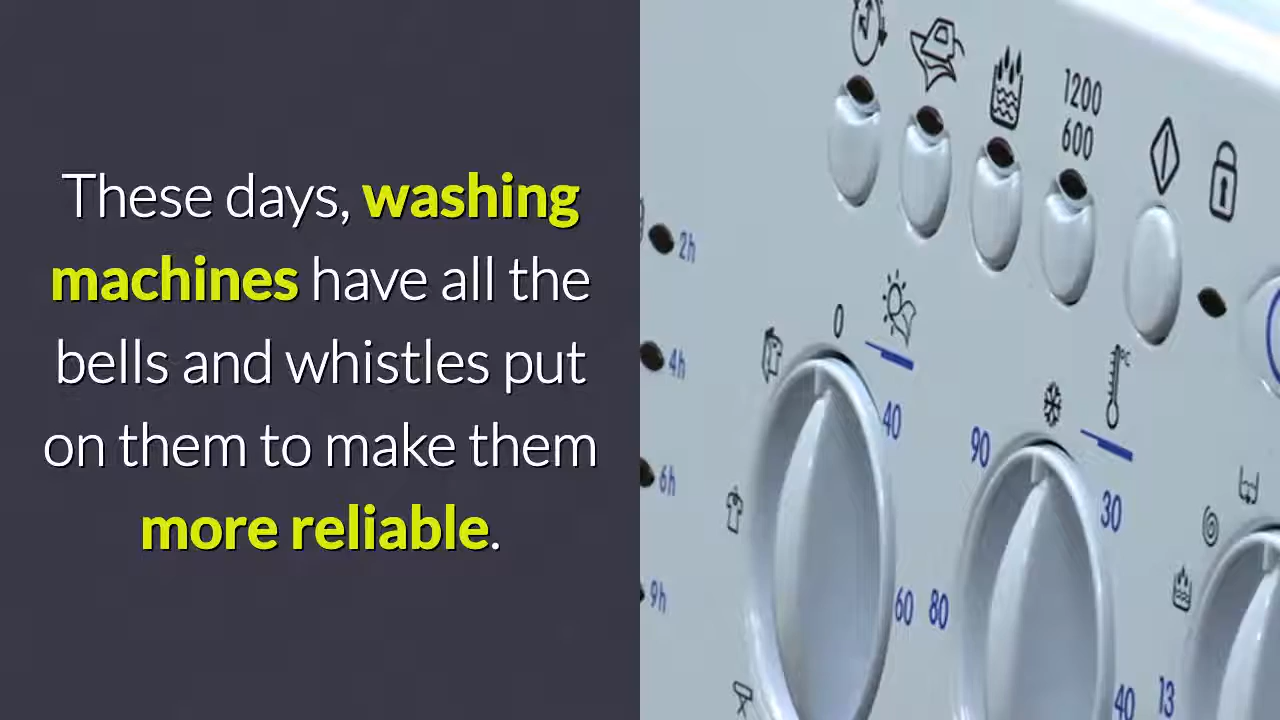 These days, washing
machines have all the
bells and whistles put
on them to make them
more reliable.
1200
600
2h
4h
6h
9h
0
40
60
°C
90
30
80
40
13